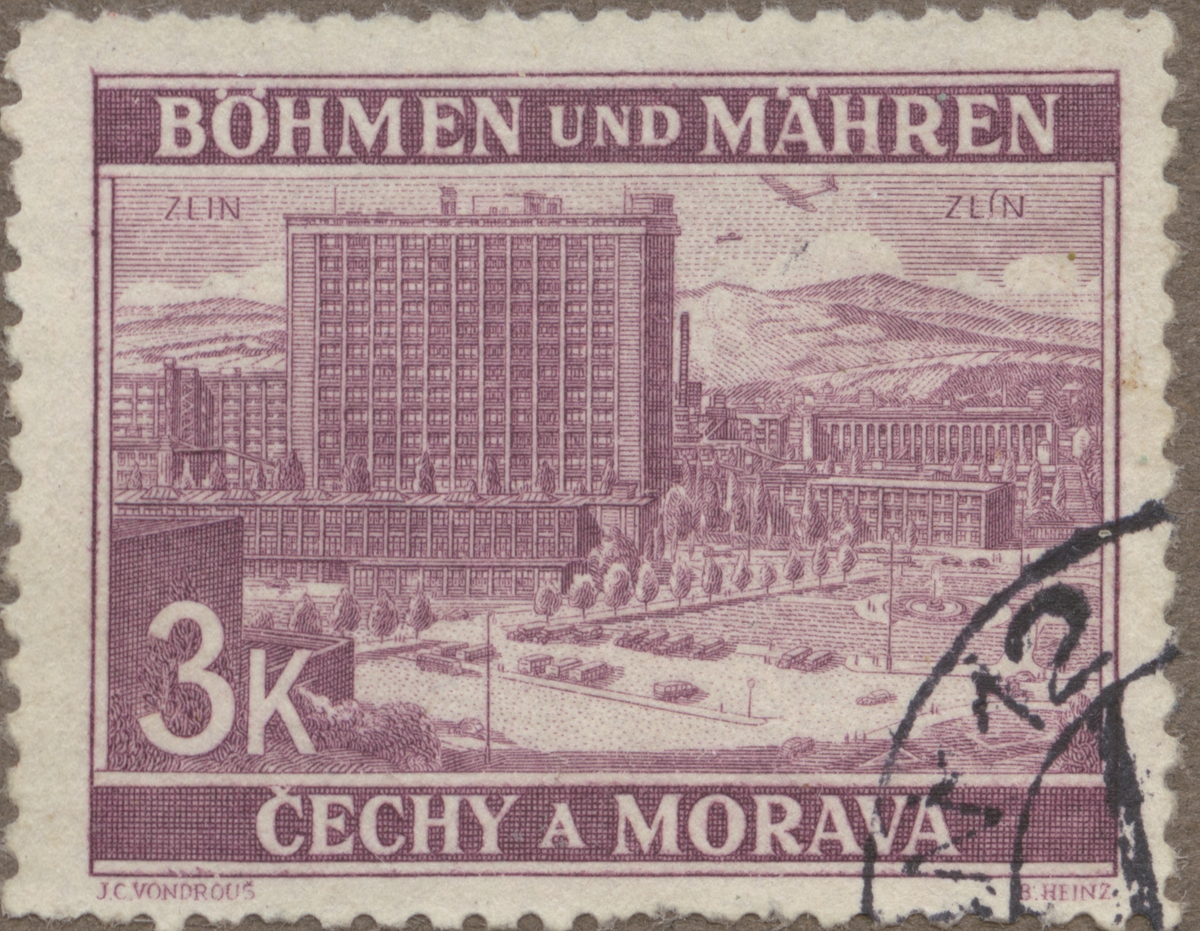 BÖHMEN UND MÄHREN
ZLIN ZLÍN
3K
ČECHY A MORAVA
J.C.VONDROUŠ B. HEINZ